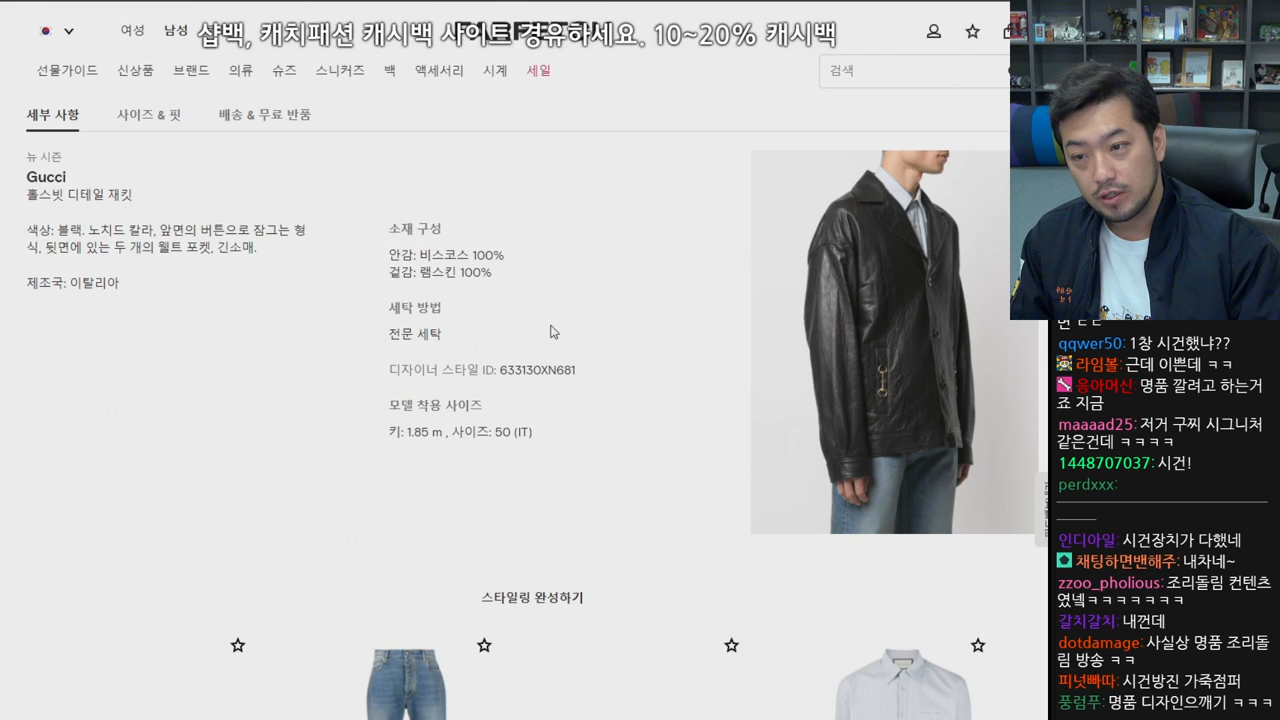 샵백, 캐치패션 캐시백 사이트 경유하세요. 10~20% 캐시백
여성
남성
선물가이드
신상품
브랜드
의류
슈즈
스니커즈
백
액세서리
시계
세일
검색
세부 사항
사이즈 & 핏
배송 & 무료 반품
뉴 시즌
Gucci
홀스빗 디테일 재킷
색상: 블랙. 노치드 칼라, 앞면의 버튼으로 잠그는 형
식, 뒷면에 있는 두 개의 월트 포켓, 긴소매.
제조국: 이탈리아
소재 구성
안감: 비스코스 100%
겉감: 램스킨 100%
세탁 방법
전문 세탁
디자이너 스타일 ID: 633130XN681
모델 착용 사이즈
키: 1.85 m , 사이즈: 50 (IT)
스타일링 완성하기
qqwer50: 1창 시건했냐??
라임볼: 근데 이쁜데 ㅋㅋ
응아머신: 명품 깔려고 하는거
죠 지금
maaaad25: 저거 구찌 시그니처
같은건데 ㅋㅋㅋㅋ
1448707037: 시건!
perdxxx:
인디아일: 시건장치가 다했네
채팅하면밴해주: 내차네~
zzoo_pholious: 조리돌림 컨텐츠
였넼ㅋㅋㅋㅋㅋㅋㅋ
갈치갈치: 내껀데
dotdamage: 사실상 명품 조리돌
림 방송 ㅋㅋ
피넛빠따: 시건방진 가죽점퍼
풍럼푸: 명품 디자인으깨기 ㅋㅋㅋ